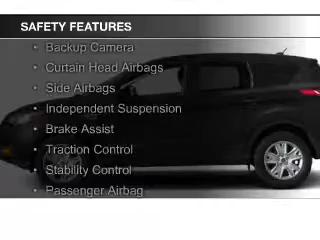 SAFETY FEATURES
• Backup Camera
• Curtain Head Airbags
• Side Airbags
• Independent Suspension
• Brake Assist
• Traction Control
• Stability Control
• Passenger Airbag